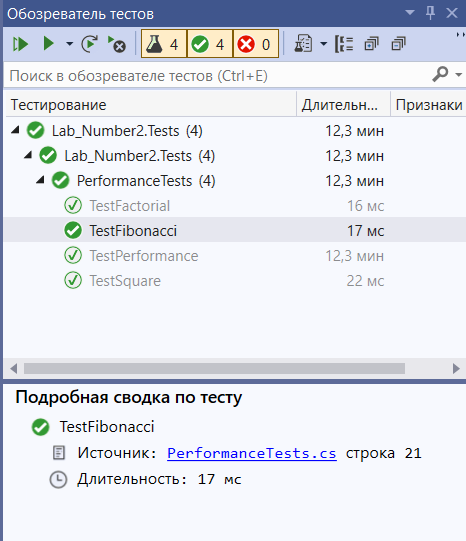 Обозреватель тестов
4 4 0
Поиск в обозревателе тестов (Ctrl+E)
Тестирование Длительн... Признаки
Lab_Number2.Tests (4) 12,3 мин
Lab_Number2.Tests (4) 12,3 мин
PerformanceTests (4) 12,3 мин
TestFactorial 16 мс
TestFibonacci 17 мс
TestPerformance 12,3 мин
TestSquare 22 мс
Подробная сводка по тесту
TestFibonacci
Источник: PerformanceTests.cs строка 21
Длительность: 17 мс